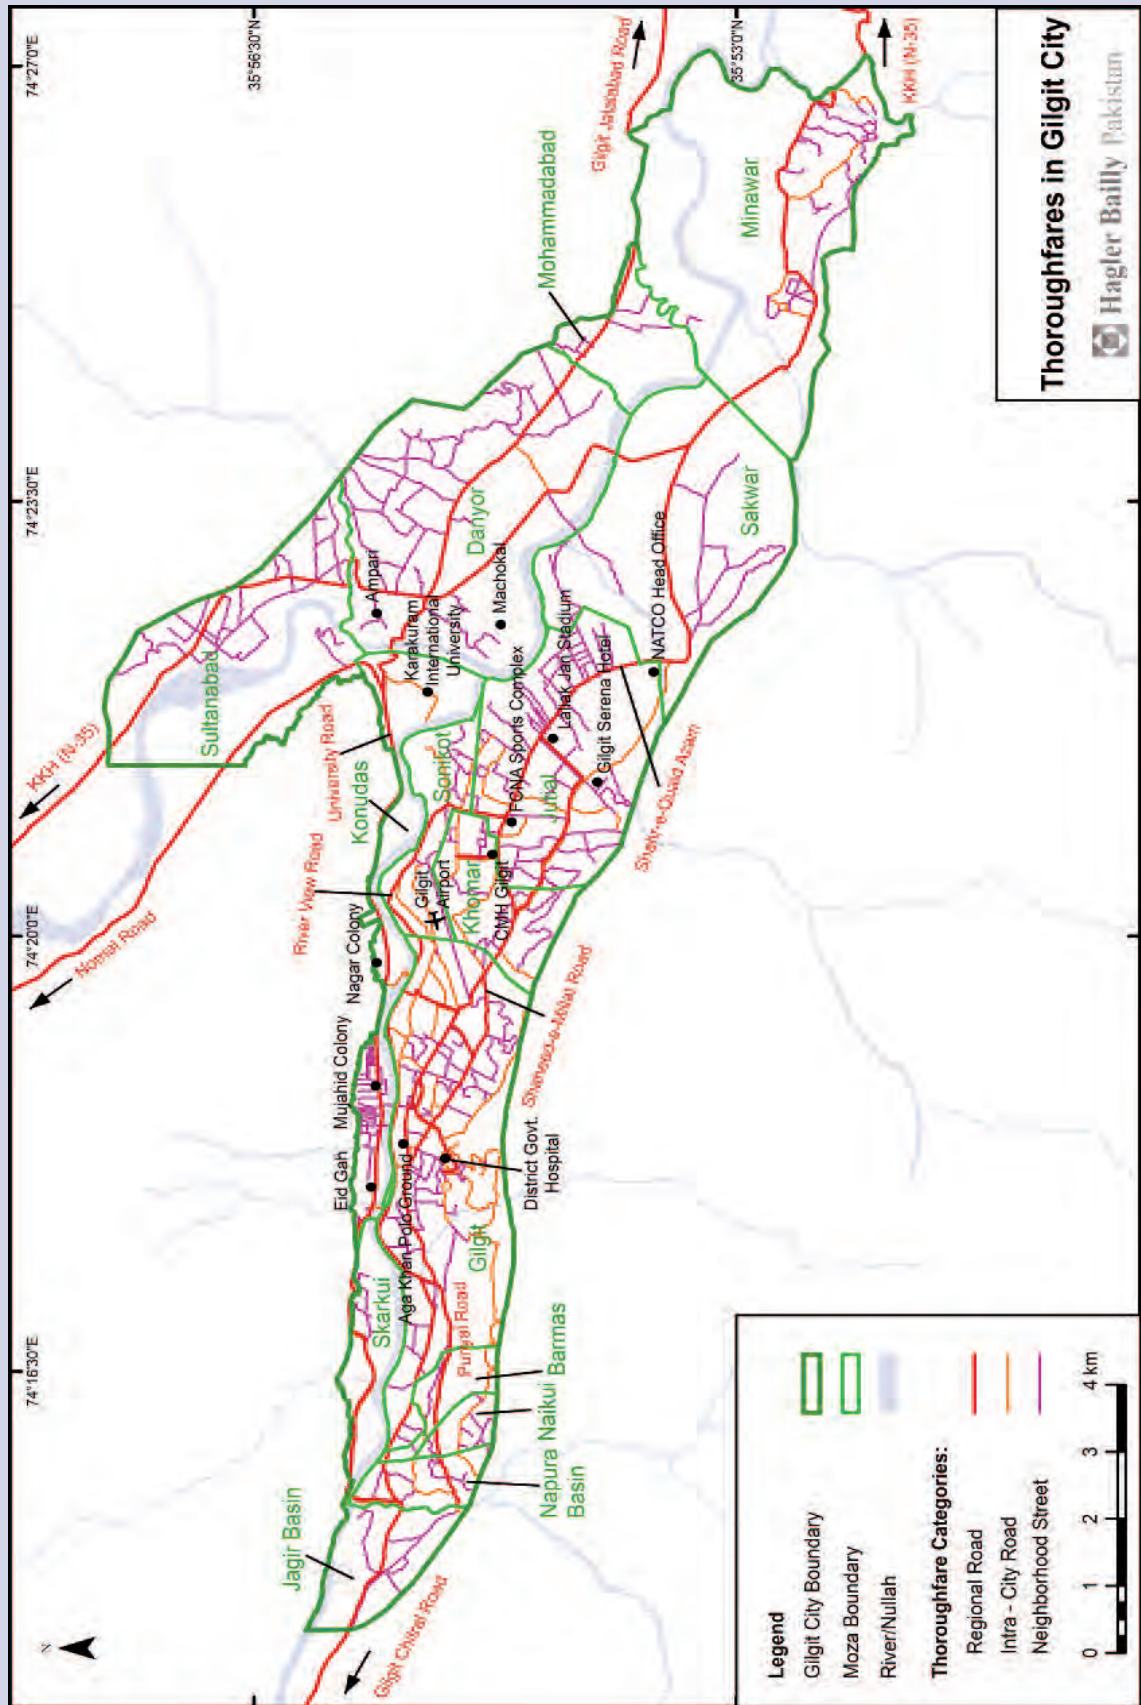 74°16'30"E
74°20'0"E
74°23'30"E
74°27'0"E
35°56'30"N
35°53'0"N
N
KKH (N-35)
Nomal Road
Sultanabad
University Road
Konudas
River View Road
Nagar Colony
Mujahid Colony
Eid Gah
Skarkui
Jagir Basin
Gilgit Chitral Road
Ampari
Karakuram
International
University
Danyor
Machokal
Mohammadabad
Gilgit Jalalabad Road
Sonikot
Gilgit
Airport
Khomar
CMH Gilgit
FCNA Sports Complex
Jutial
Lallak Jan Stadium
Gilgit Serena Hotel
NATCO Head Office
Sakwar
Minawar
KKH (N-35)
Shahr-e-Quaid Azam
Shaheed-e-Millat Road
Aga Khan Polo Ground
District Govt.
Hospital
Gilgit
Punyal Road
Barmas
Naikui
Napura
Basin
Legend
Gilgit City Boundary
Moza Boundary
River/Nullah
Thoroughfare Categories:
Regional Road
Intra - City Road
Neighborhood Street
0 1 2 3 4 km
Thoroughfares in Gilgit City
Hagler Bailly Pakistan